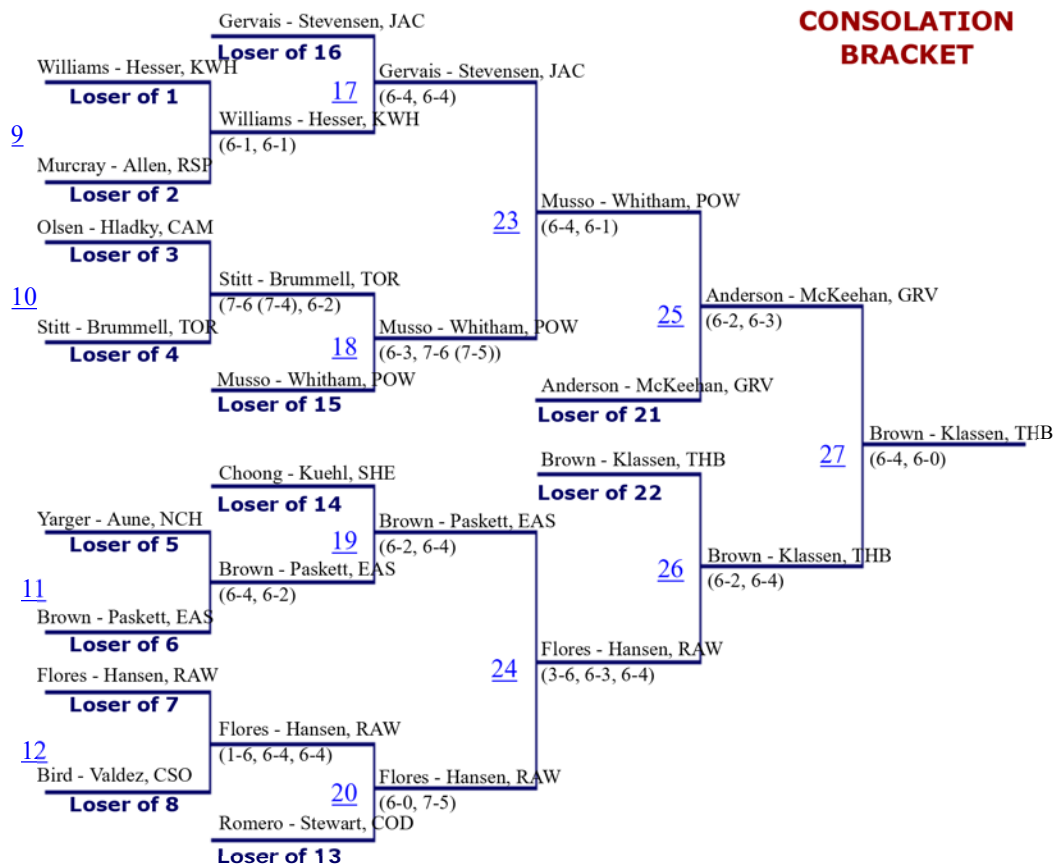 CONSOLATION
BRACKET
Gervais - Stevensen, JAC
Loser of 16
Williams - Hesser, KWH
Loser of 1
17
Gervais - Stevensen, JAC
(6-4, 6-4)
9
Williams - Hesser, KWH
(6-1, 6-1)
Murcray - Allen, RSP
Loser of 2
23
Musso - Whitham, POW
(6-4, 6-1)
Olsen - Hladky, CAM
Loser of 3
10
Stitt - Brummell, TOR
(7-6 (7-4), 6-2)
25
Anderson - McKeehan, GRV
(6-2, 6-3)
Stitt - Brummell, TOR
Loser of 4
18
Musso - Whitham, POW
(6-3, 7-6 (7-5))
Musso - Whitham, POW
Loser of 15
Anderson - McKeehan, GRV
Loser of 21
27
Brown - Klassen, THB
(6-4, 6-0)
Choong - Kuehl, SHE
Loser of 14
Brown - Klassen, THB
Loser of 22
Yarger - Aune, NCH
Loser of 5
19
Brown - Paskett, EAS
(6-2, 6-4)
11
Brown - Paskett, EAS
(6-4, 6-2)
26
Brown - Klassen, THB
(6-2, 6-4)
Brown - Paskett, EAS
Loser of 6
24
Flores - Hansen, RAW
(3-6, 6-3, 6-4)
Flores - Hansen, RAW
Loser of 7
12
Flores - Hansen, RAW
(1-6, 6-4, 6-4)
Bird - Valdez, CSO
Loser of 8
20
Flores - Hansen, RAW
(6-0, 7-5)
Romero - Stewart, COD
Loser of 13